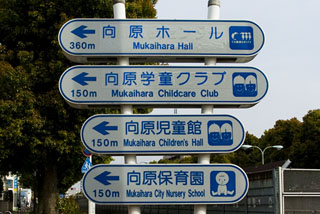 向原ホール
360m Mukaihara Hall
向原学童クラブ
150m Mukaihara Childcare Club
向原児童館
150m Mukaihara Children's Hall
向原保育園
150m Mukaihara City Nursery School